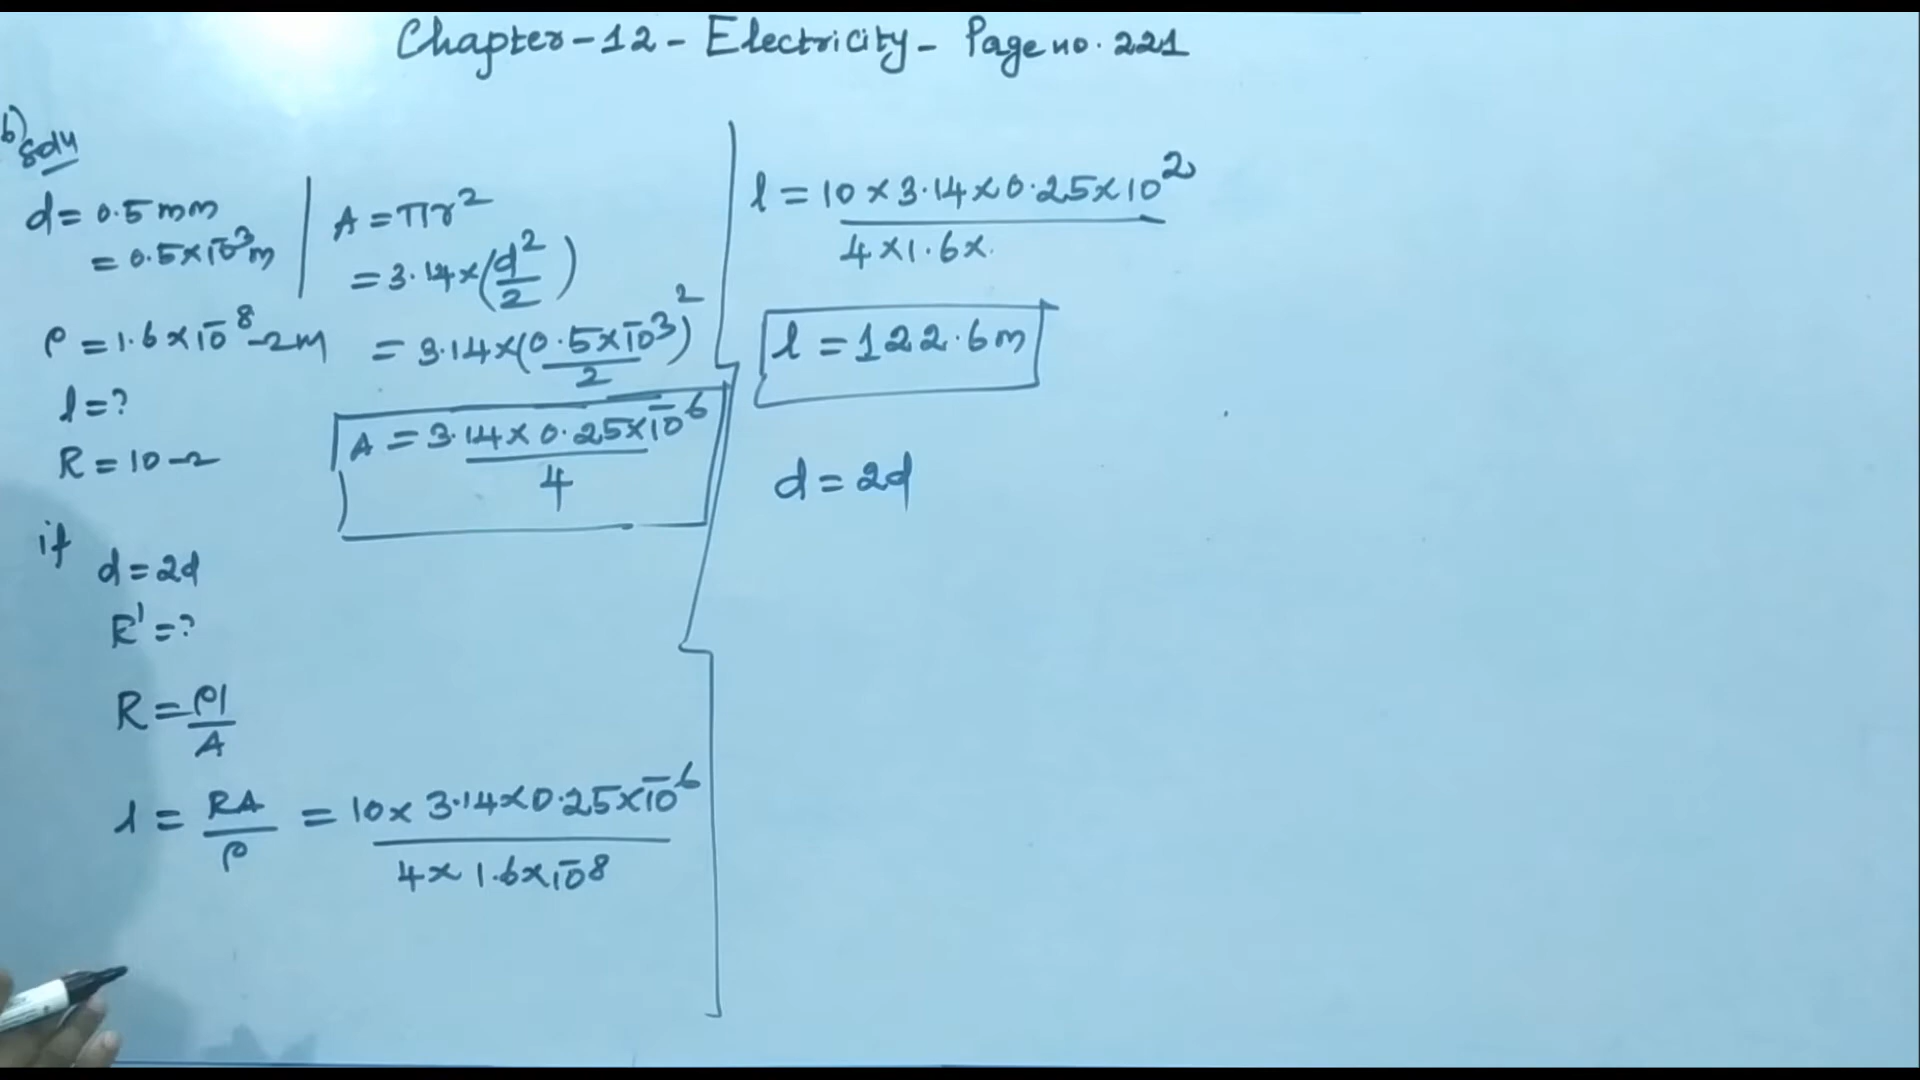 Chapter-12-Electricity-Page no. 221
6) Soln
d = 0.5 mm
= 0.5×10⁻³m
ρ = 1.6×10⁻⁸ Ωm
l = ?
R = 10 Ω
if
d = 2d
R' = ?
R = ρl/A
l = RA/ρ = 10×3.14×0.25×10⁻⁶/4×1.6×10⁻⁸
A = πr²
= 3.14×(d²/2)
= 3.14×(0.5×10⁻³/2)²
A = 3.14×0.25×10⁻⁶/4
l = 10×3.14×0.25×10²/4×1.6×
l = 122.6m
d = 2d